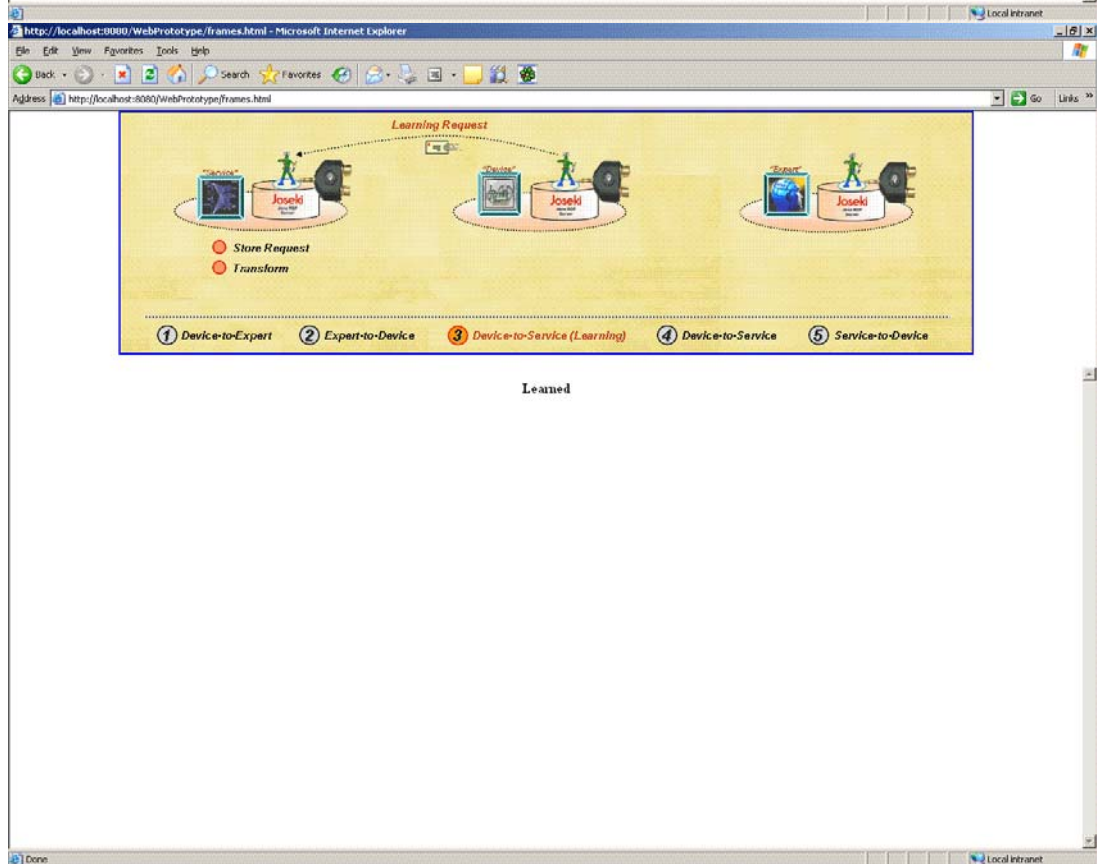 Local intranet
http://localhost:8080/WebPrototype/frames.html - Microsoft Internet Explorer
File Edit View Favorites Tools Help
Back Search Favorites
Address http://localhost:8080/WebPrototype/frames.html Go Links »
Learning Request
"Service" "Device" "Expert"
Joseki Joseki Joseki
Store Request
Transform
1 Device-to-Expert 2 Expert-to-Device 3 Device-to-Service (Learning) 4 Device-to-Service 5 Service-to-Device
Learned
Done Local intranet